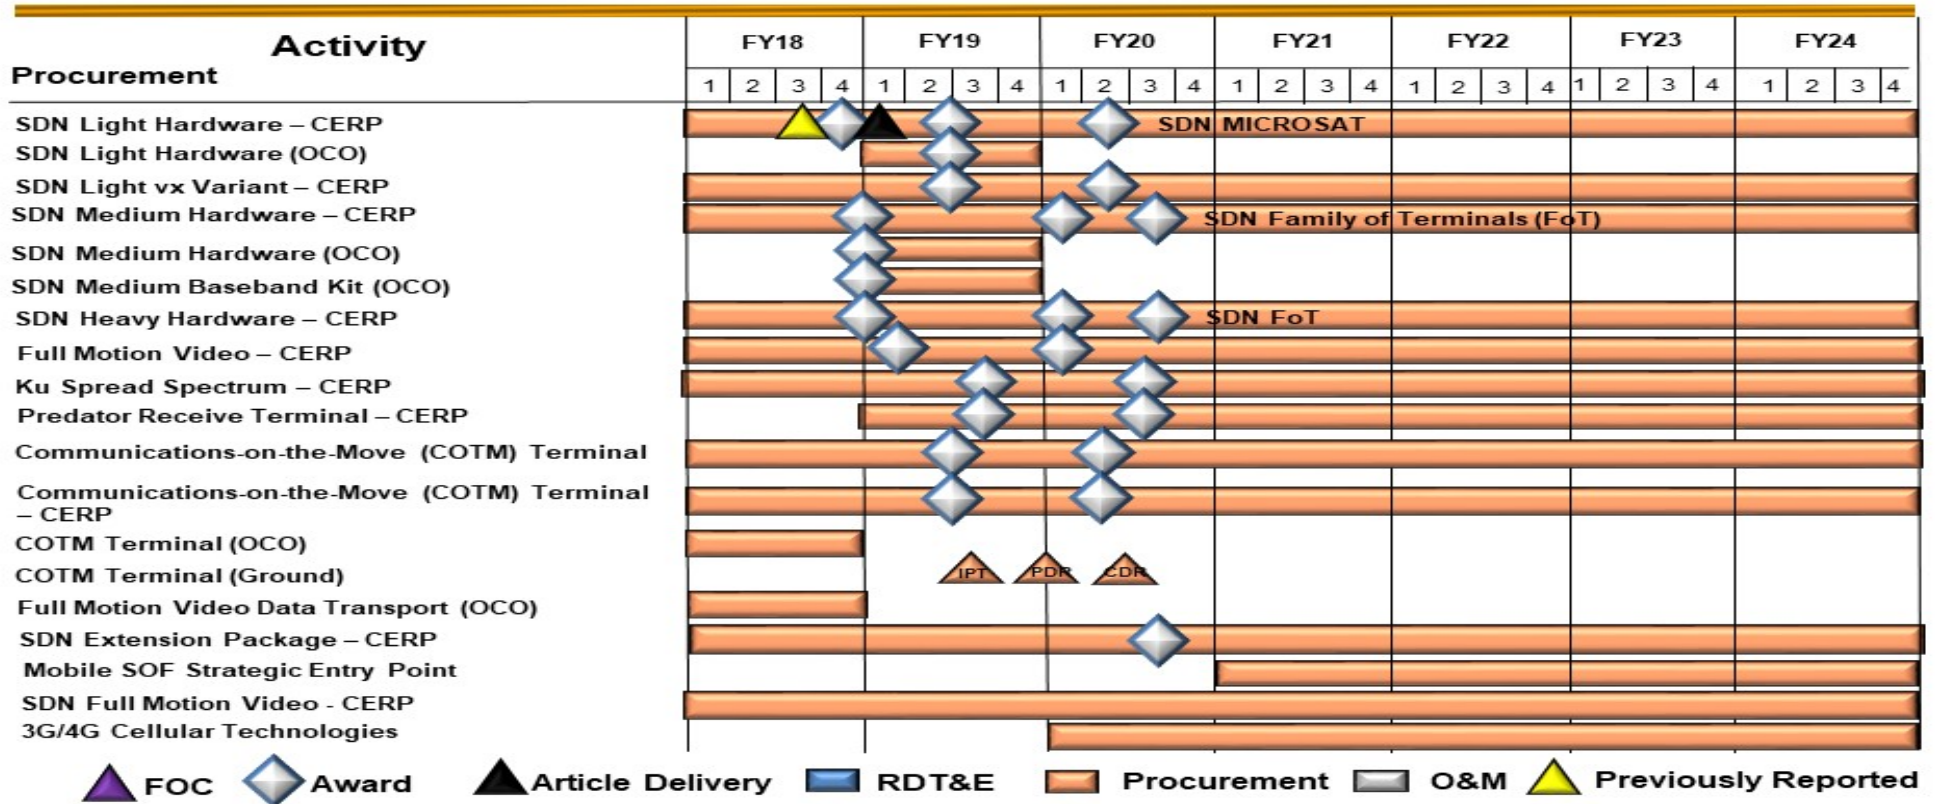 Activity
Procurement
FY18 FY19 FY20 FY21 FY22 FY23 FY24
1 2 3 4 1 2 3 4 1 2 3 4 1 2 3 4 1 2 3 4 1 2 3 4 1 2 3 4
SDN Light Hardware – CERP SDN MICROSAT
SDN Light Hardware (OCO)
SDN Light vx Variant – CERP
SDN Medium Hardware – CERP SDN Family of Terminals (FoT)
SDN Medium Hardware (OCO)
SDN Medium Baseband Kit (OCO)
SDN Heavy Hardware – CERP SDN FoT
Full Motion Video – CERP
Ku Spread Spectrum – CERP
Predator Receive Terminal – CERP
Communications-on-the-Move (COTM) Terminal
Communications-on-the-Move (COTM) Terminal
– CERP
COTM Terminal (OCO)
COTM Terminal (Ground) IPT PDR CDR
Full Motion Video Data Transport (OCO)
SDN Extension Package – CERP
Mobile SOF Strategic Entry Point
SDN Full Motion Video - CERP
3G/4G Cellular Technologies
FOC Award Article Delivery RDT&E Procurement O&M Previously Reported